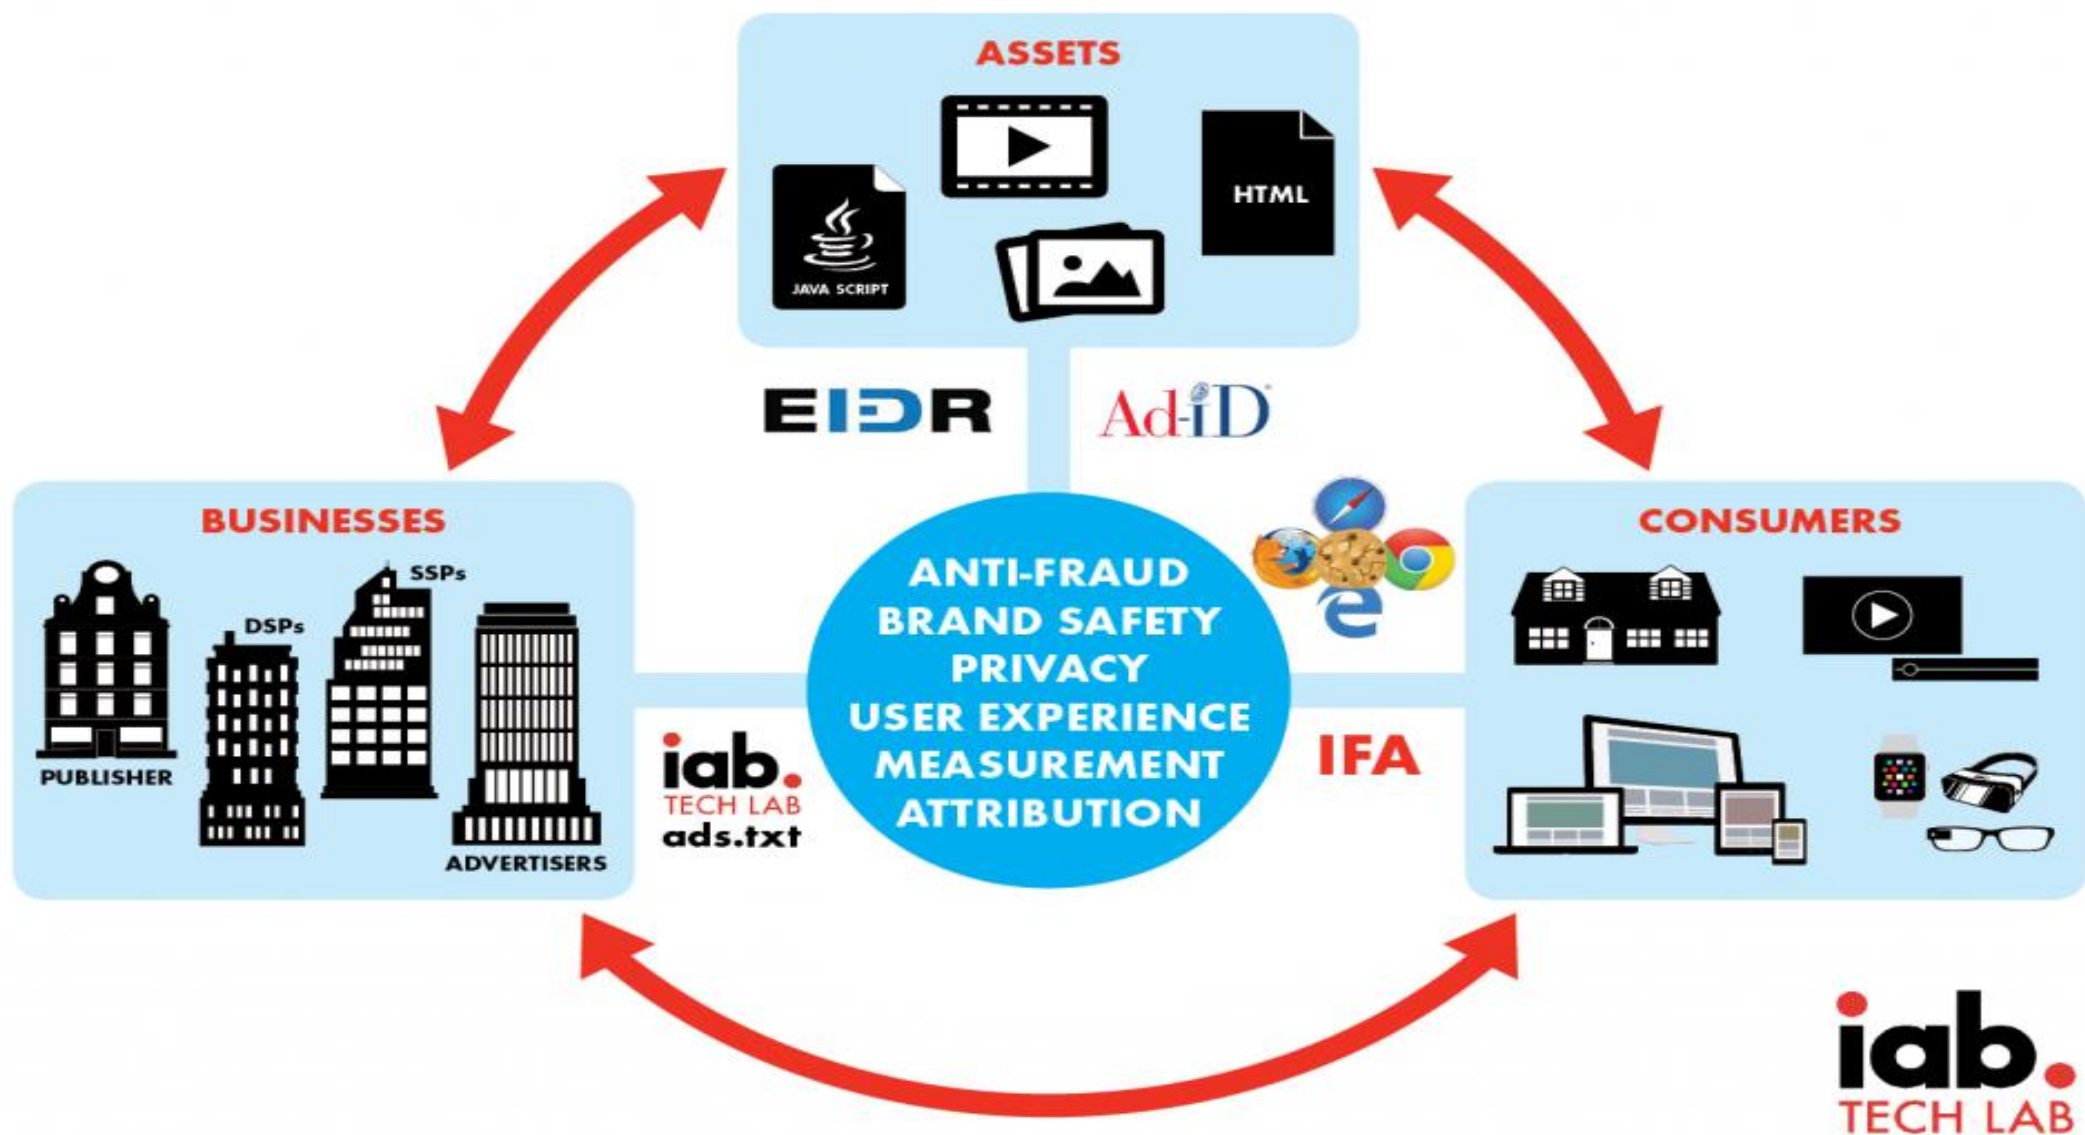 ASSETS
JAVA SCRIPT
HTML
EIDR
Ad-iD
BUSINESSES
PUBLISHER
DSPs
SSPs
ADVERTISERS
iab.
TECH LAB
ads.txt
ANTI-FRAUD
BRAND SAFETY
PRIVACY
USER EXPERIENCE
MEASUREMENT
ATTRIBUTION
IFA
CONSUMERS
iab.
TECH LAB